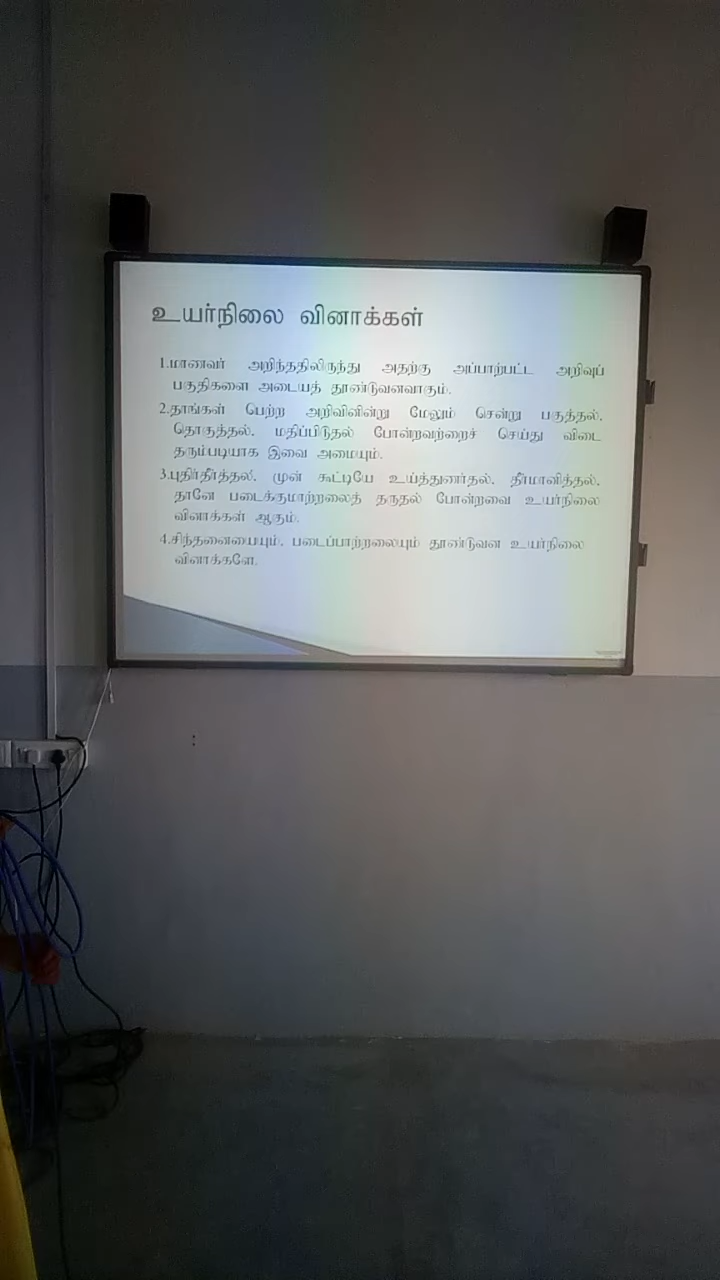 உயர்நிலை வினாக்கள்
1.மாணவர் அறிந்ததிலிருந்து அதற்கு அப்பாற்பட்ட அறிவுப்
பகுதிகளை அடையத் தூண்டுவனவாகும்.
2.தாங்கள் பெற்ற அறிவினின்று மேலும் சென்று பகுத்தல்,
தொகுத்தல், மதிப்பிடுதல் போன்றவற்றைச் செய்து விடை
தரும்படியாக இவை அமையும்.
3.புதிர்தீர்த்தல், முன் கூட்டியே உய்த்துணர்தல், தீர்மானித்தல்,
தானே படைக்குமாற்றலைத் தருதல் போன்றவை உயர்நிலை
வினாக்கள் ஆகும்.
4.சிந்தனையையும், படைப்பாற்றலையும் தூண்டுவன உயர்நிலை
வினாக்களே.